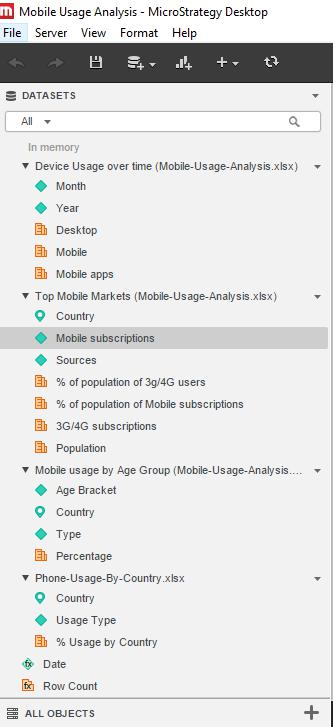 Mobile Usage Analysis - MicroStrategy Desktop
File Server View Format Help
DATASETS
All
In memory
Device Usage over time (Mobile-Usage-Analysis.xlsx)
Month
Year
Desktop
Mobile
Mobile apps
Top Mobile Markets (Mobile-Usage-Analysis.xlsx)
Country
Mobile subscriptions
Sources
% of population of 3g/4G users
% of population of Mobile subscriptions
3G/4G subscriptions
Population
Mobile usage by Age Group (Mobile-Usage-Analysis....
Age Bracket
Country
Type
Percentage
Phone-Usage-By-Country.xlsx
Country
Usage Type
% Usage by Country
fx Date
fx Row Count
ALL OBJECTS